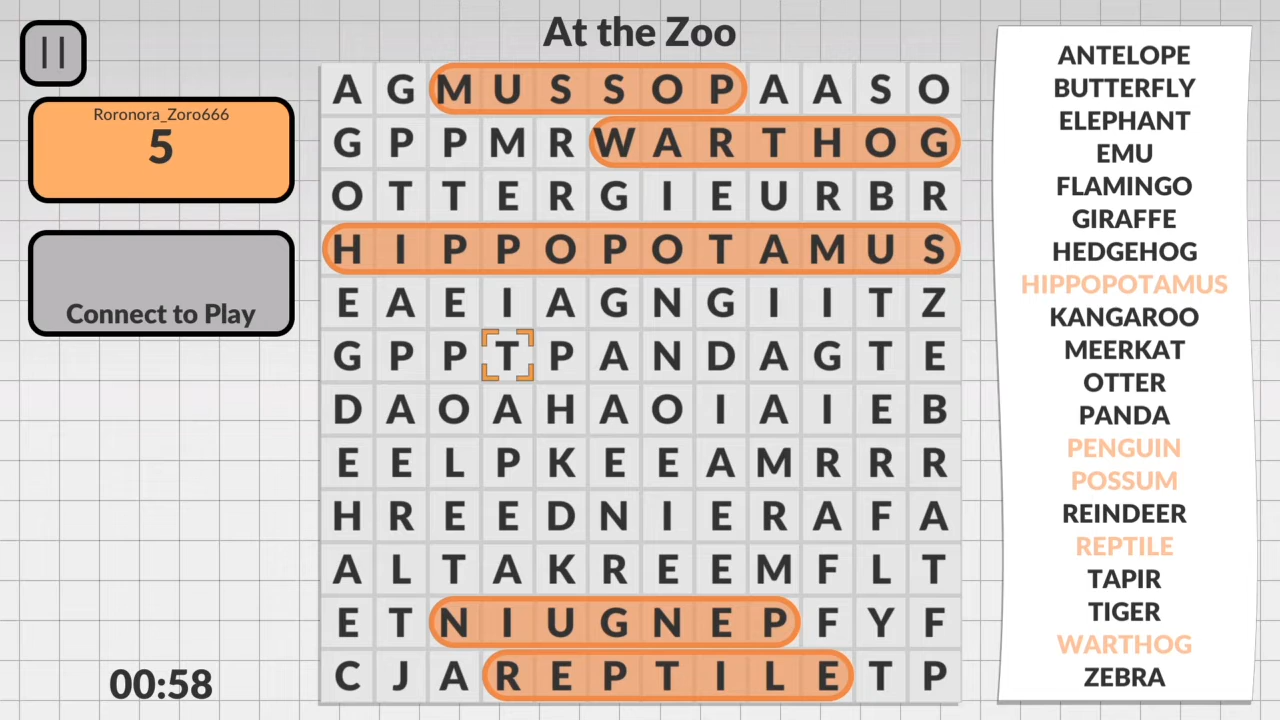 At the Zoo
Roronora_Zoro666
5
Connect to Play
00:58
A G M U S S O P A A S O
G P P M R W A R T H O G
O T T E R G I E U R B R
H I P P O P O T A M U S
E A E I A G N G I I T Z
G P P T P A N D A G T E
D A O A H A O I A I E B
E E L P K E E A M R R R
H R E E D N I E R A F A
A L T A K R E E M F L T
E T N I U G N E P F Y F
C J A R E P T I L E T P
ANTELOPE
BUTTERFLY
ELEPHANT
EMU
FLAMINGO
GIRAFFE
HEDGEHOG
HIPPOPOTAMUS
KANGAROO
MEERKAT
OTTER
PANDA
PENGUIN
POSSUM
REINDEER
REPTILE
TAPIR
TIGER
WARTHOG
ZEBRA